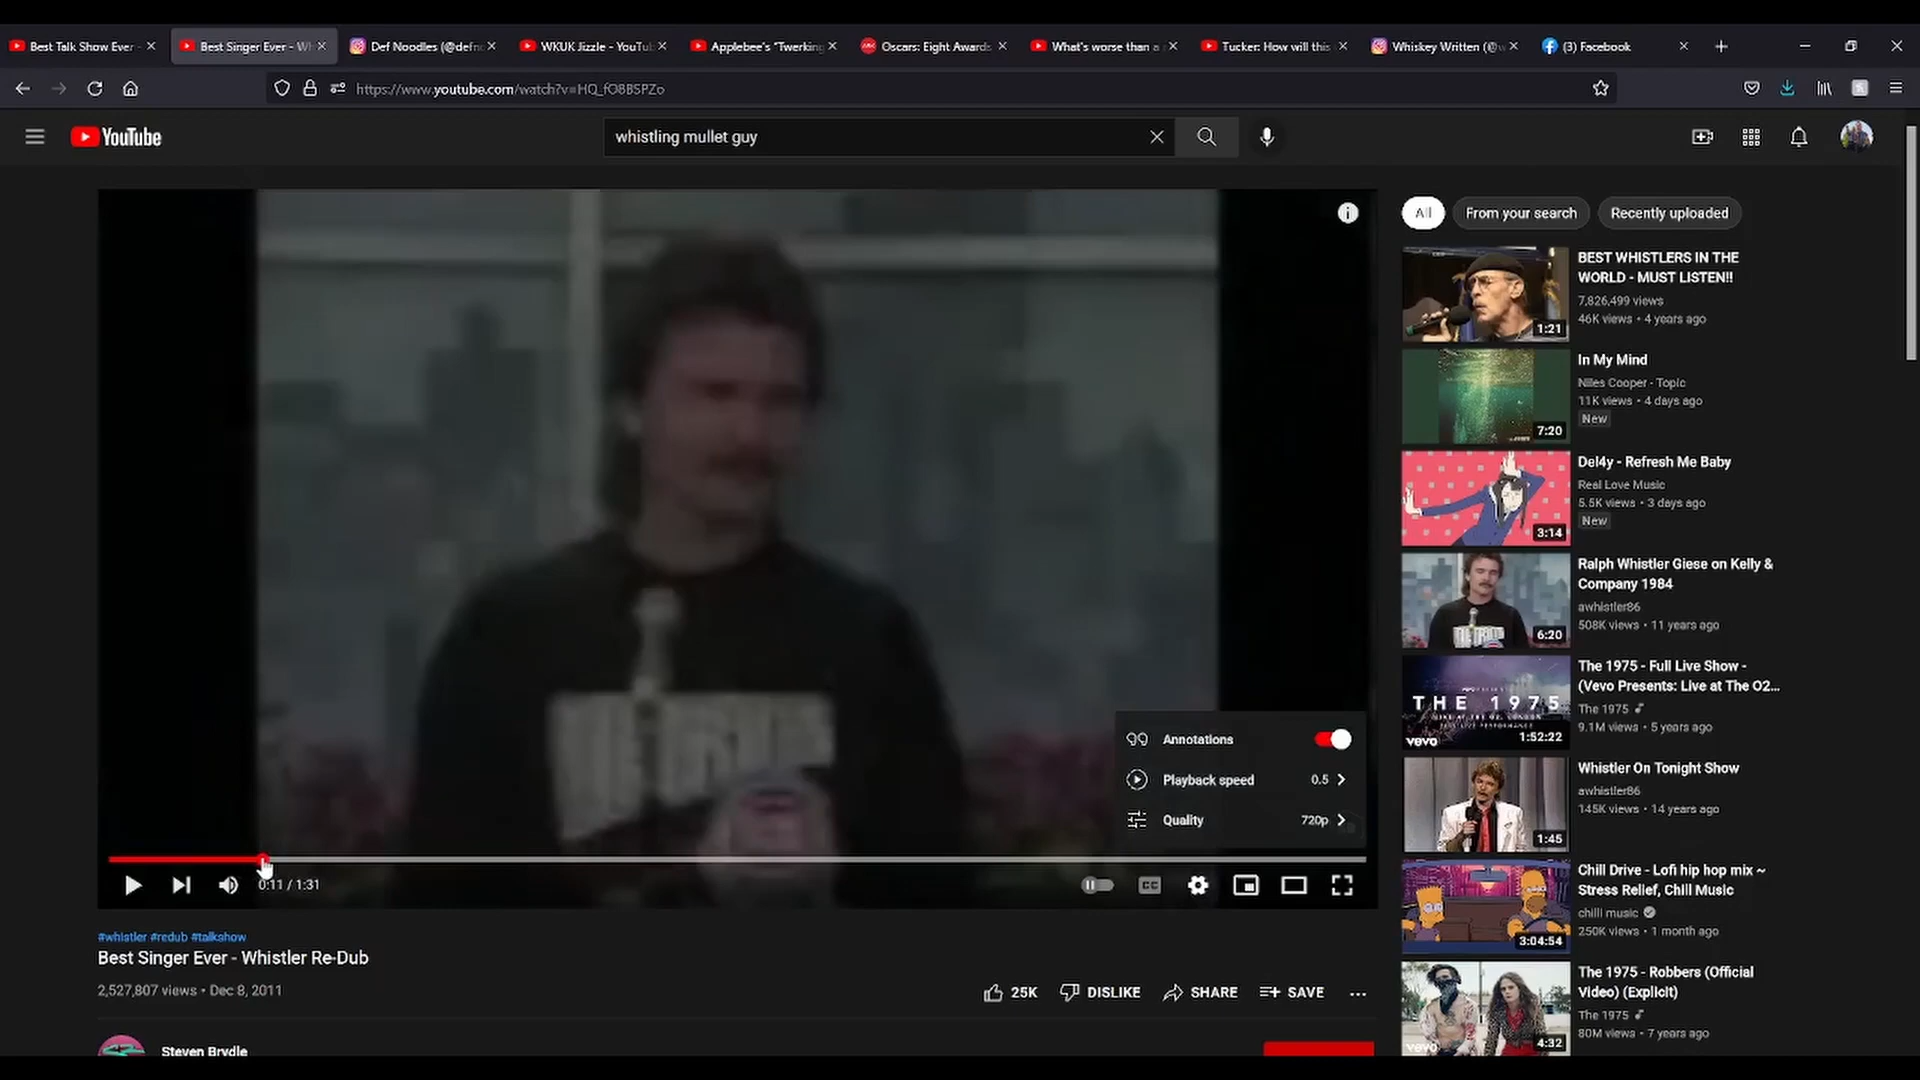 Best Talk Show Ever -
Best Singer Ever - Wh
Def Noodles (@defn
WKUK Jizzle - YouTub
Applebee's "Twerking
Oscars: Eight Awards
What's worse than a
Tucker: How will this
Whiskey Written (@w
(3) Facebook
https://www.youtube.com/watch?v=HQ_fO8BSPZo
YouTube
whistling mullet guy
All
From your search
Recently uploaded
BEST WHISTLERS IN THE
WORLD - MUST LISTEN!!
7,826,499 views
46K views • 4 years ago
1:21
In My Mind
Niles Cooper - Topic
11K views • 4 days ago
New
7:20
Del4y - Refresh Me Baby
Real Love Music
5.5K views • 3 days ago
New
3:14
Ralph Whistler Giese on Kelly &
Company 1984
awhistler86
508K views • 11 years ago
6:20
The 1975 - Full Live Show -
(Vevo Presents: Live at The O2...
The 1975
9.1M views • 5 years ago
THE 1975
vevo
1:52:22
Whistler On Tonight Show
awhistler86
145K views • 14 years ago
1:45
Chill Drive - Lofi hip hop mix ~
Stress Relief, Chill Music
chilli music
250K views • 1 month ago
3:04:54
The 1975 - Robbers (Official
Video) (Explicit)
The 1975
80M views • 7 years ago
vevo
4:32
Annotations
Playback speed 0.5
Quality 720p
0:11 / 1:31
CC
#whistler #redub #talkshow
Best Singer Ever - Whistler Re-Dub
2,527,807 views • Dec 8, 2011
25K DISLIKE SHARE SAVE ...
Steven Brydle